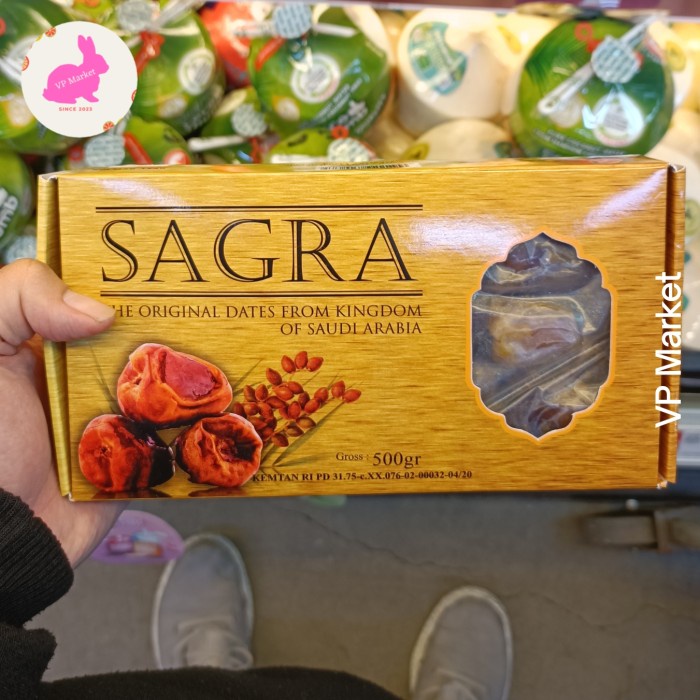 VP Market
SINCE 2023
SAGRA
HE ORIGINAL DATES FROM KINGDOM
OF SAUDI ARABIA
Gross : 500gr
KEMTAN RI PD 31.75-c.XX.076-02-00032-04/20
VP Market